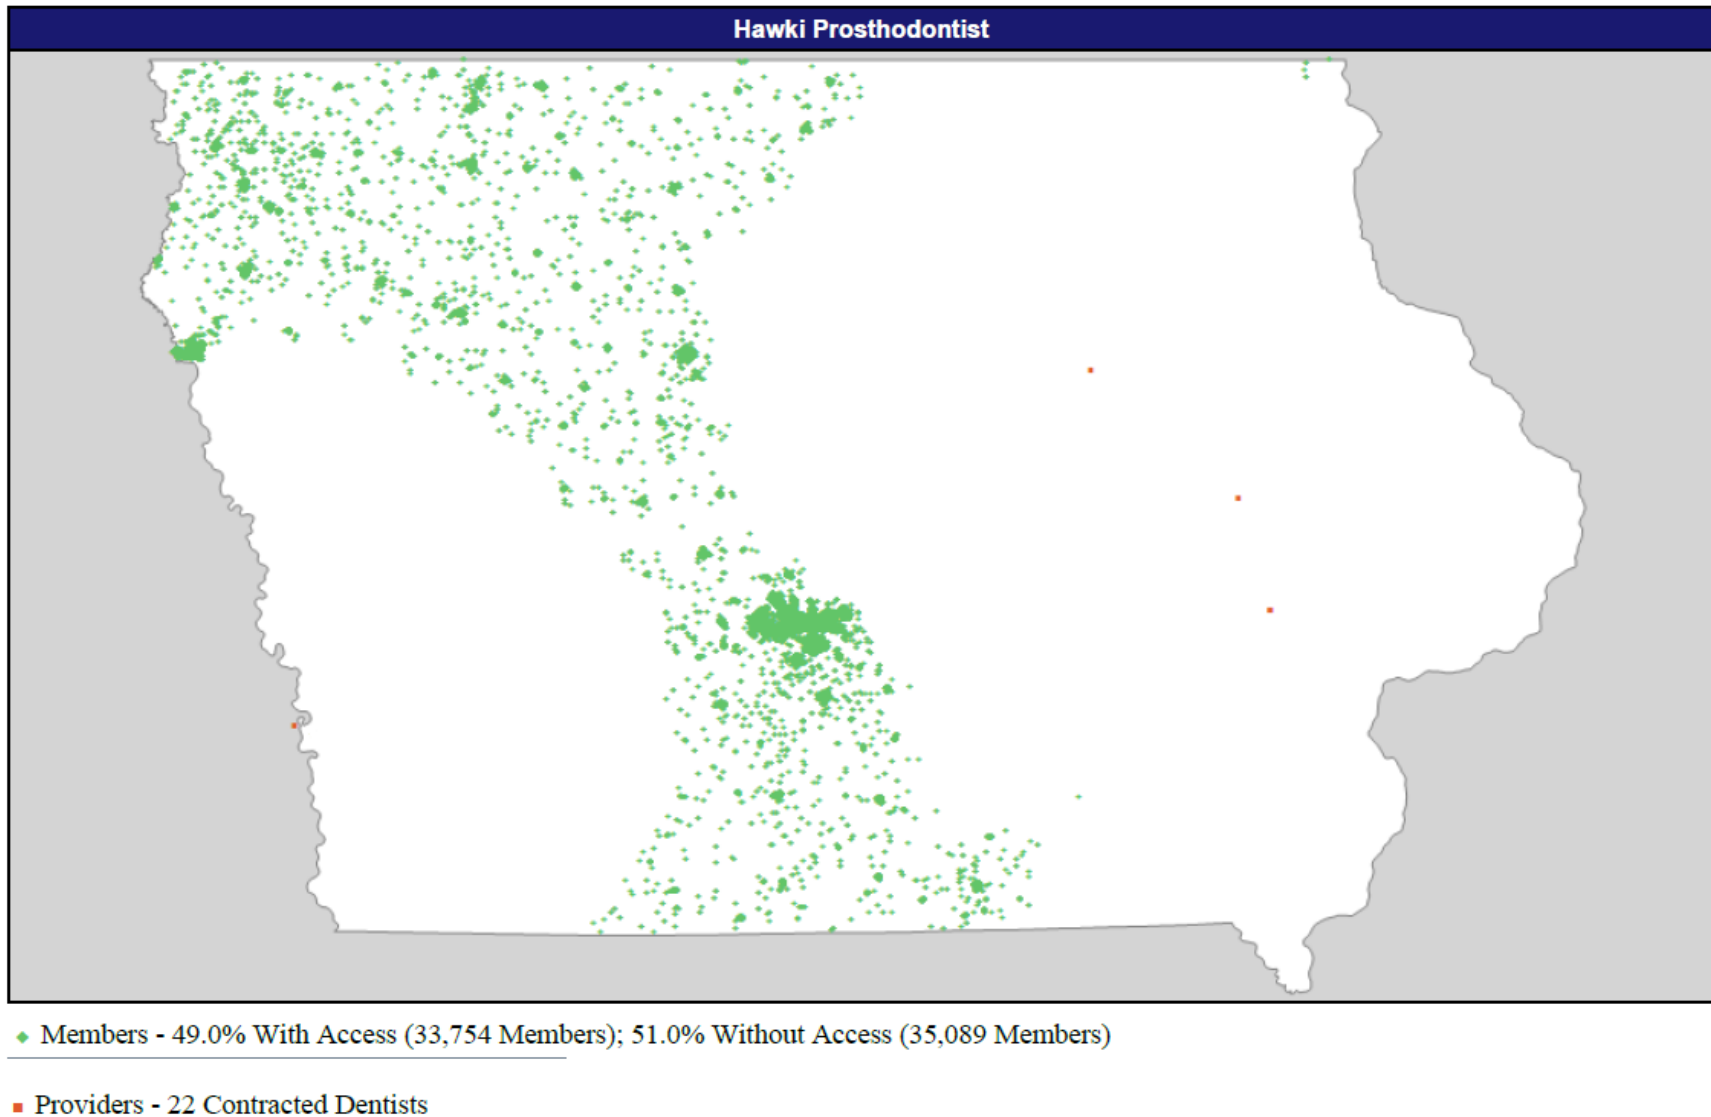 Hawki Prosthodontist
Members - 49.0% With Access (33,754 Members); 51.0% Without Access (35,089 Members)
Providers - 22 Contracted Dentists